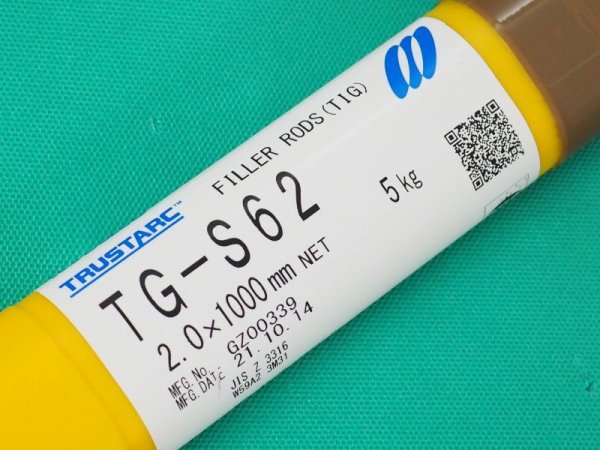 FILLER RODS(TIG)
TRUSTARC™
TG-S62
5kg
2.0×1000mm NET
MFG.No. GZ00339
MFG.DATE 21.10.14
JIS Z 3316
W59A2 3M31